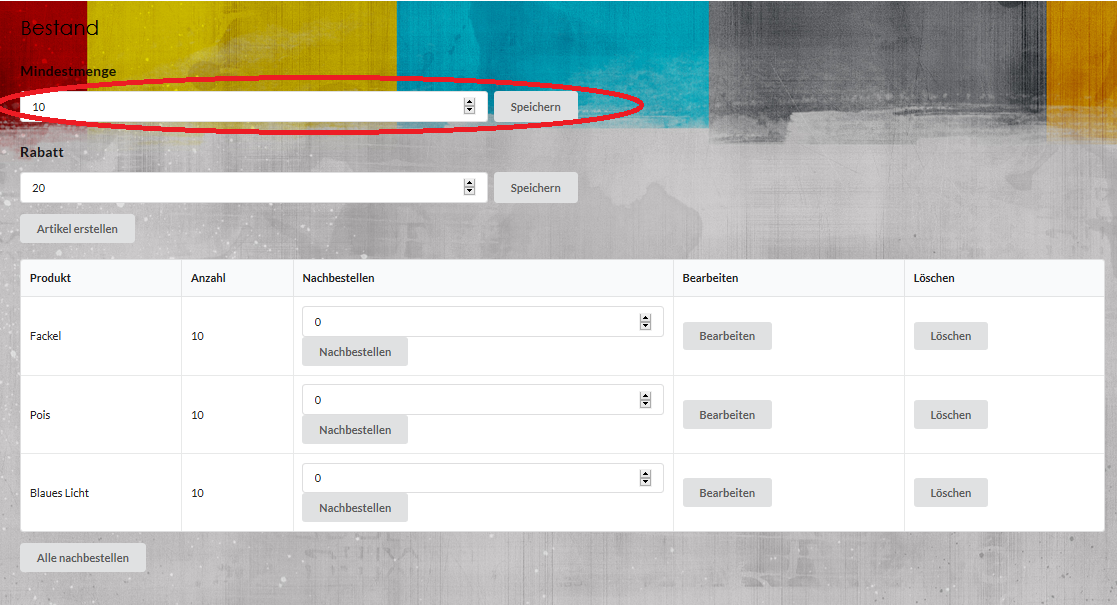 Bestand
Mindestmenge
10 Speichern
Rabatt
20 Speichern
Artikel erstellen
Produkt Anzahl Nachbestellen Bearbeiten Löschen
0
Fackel 10 Bearbeiten Löschen
Nachbestellen
0
Pois 10 Bearbeiten Löschen
Nachbestellen
0
Blaues Licht 10 Bearbeiten Löschen
Nachbestellen
Alle nachbestellen